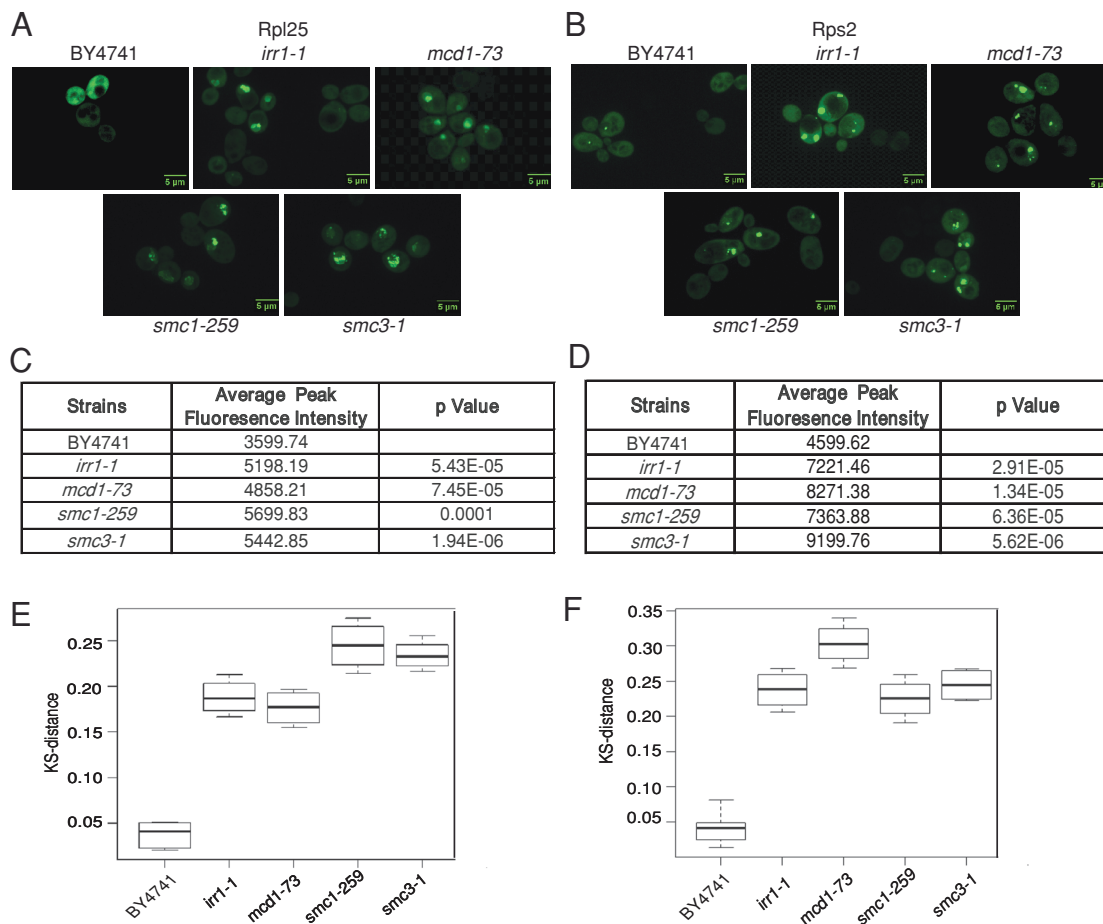 A
Rpl25
BY4741 irr1-1 mcd1-73
5 µm 5 µm 5 µm
5 µm 5 µm
smc1-259 smc3-1
B
Rps2
BY4741 irr1-1 mcd1-73
5 µm 5 µm 5 µm
5 µm 5 µm
smc1-259 smc3-1
C
Strains Average Peak Fluoresence Intensity p Value
BY4741 3599.74
irr1-1 5198.19 5.43E-05
mcd1-73 4858.21 7.45E-05
smc1-259 5699.83 0.0001
smc3-1 5442.85 1.94E-06
D
Strains Average Peak Fluoresence Intensity p Value
BY4741 4599.62
irr1-1 7221.46 2.91E-05
mcd1-73 8271.38 1.34E-05
smc1-259 7363.88 6.36E-05
smc3-1 9199.76 5.62E-06
E
KS-distance
0.25
0.20
0.15
0.10
0.05
BY4741 irr1-1 mcd1-73 smc1-259 smc3-1
F
KS-distance
0.35
0.30
0.25
0.20
0.15
0.10
0.05
BY4741 irr1-1 mcd1-73 smc1-259 smc3-1